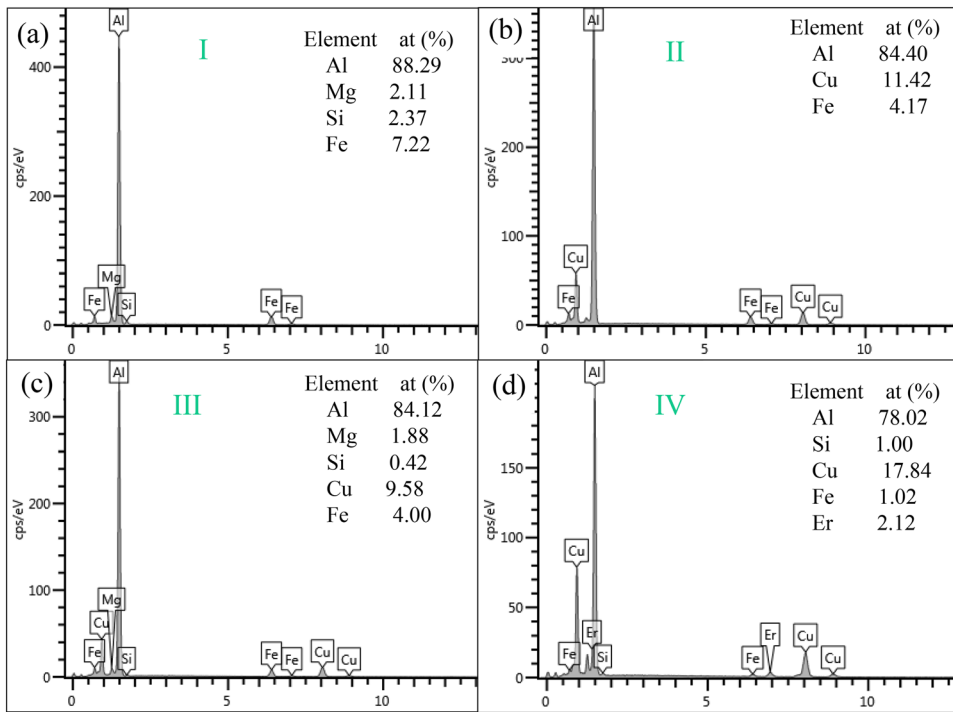 (a)
I
Element at (%)
Al 88.29
Mg 2.11
Si 2.37
Fe 7.22
cps/eV
400
200
0
Al
Mg
Fe
Si
Fe
Fe
0 5 10
(b)
II
Element at (%)
Al 84.40
Cu 11.42
Fe 4.17
cps/eV
300
200
100
0
Al
Cu
Fe
Fe
Fe
Cu
Cu
0 5 10
(c)
III
Element at (%)
Al 84.12
Mg 1.88
Si 0.42
Cu 9.58
Fe 4.00
cps/eV
300
200
100
0
Al
Mg
Cu
Fe
Si
Fe
Fe
Cu
Cu
0 5 10
(d)
IV
Element at (%)
Al 78.02
Si 1.00
Cu 17.84
Fe 1.02
Er 2.12
cps/eV
150
100
50
0
Al
Cu
Er
Fe
Si
Fe
Er
Cu
Cu
0 5 10